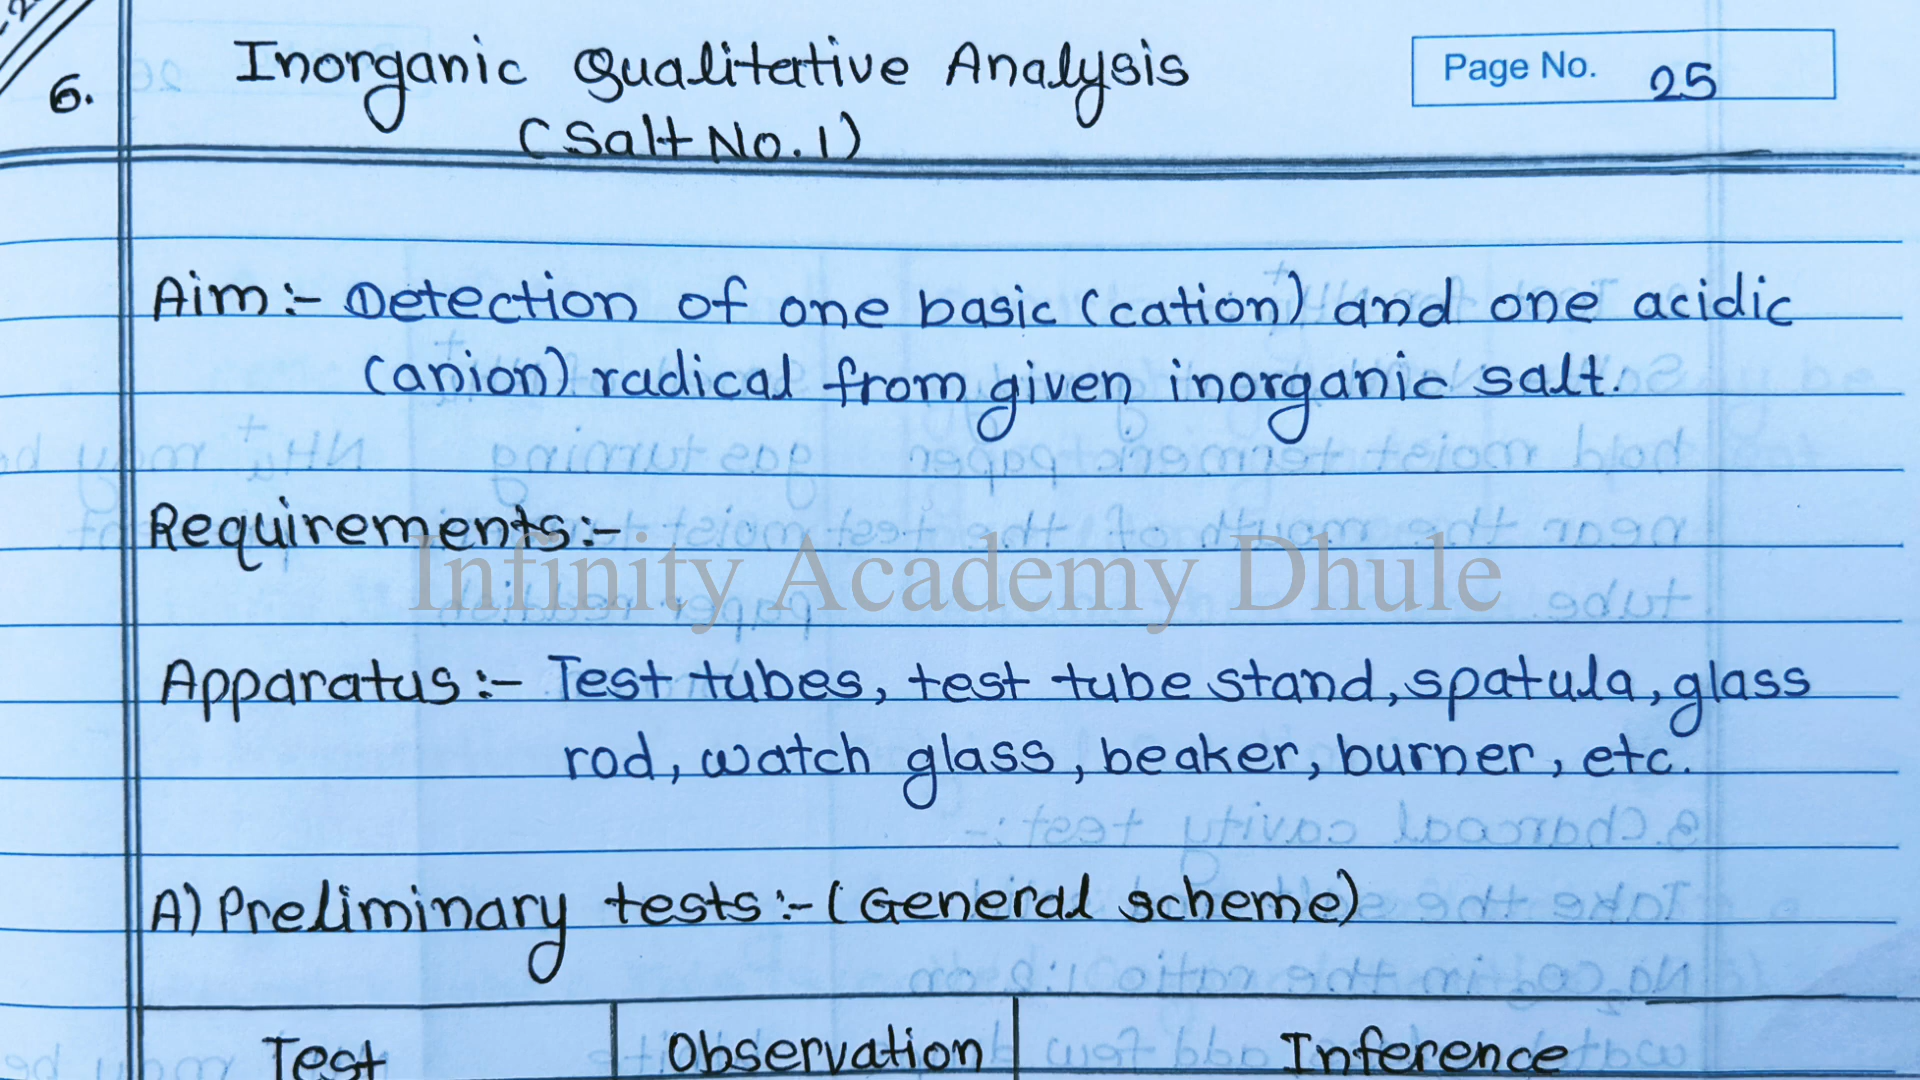 6.
Inorganic Qualitative Analysis
(Salt No. 1)
Page No. 25
Aim:- Detection of one basic (cation) and one acidic
(anion) radical from given inorganic salt.
Requirements:-
Infinity Academy Dhule
Apparatus:- Test tubes, test tube stand, spatula, glass
rod, watch glass, beaker, burner, etc.
A) Preliminary tests:- (General scheme)
Test Observation Inference